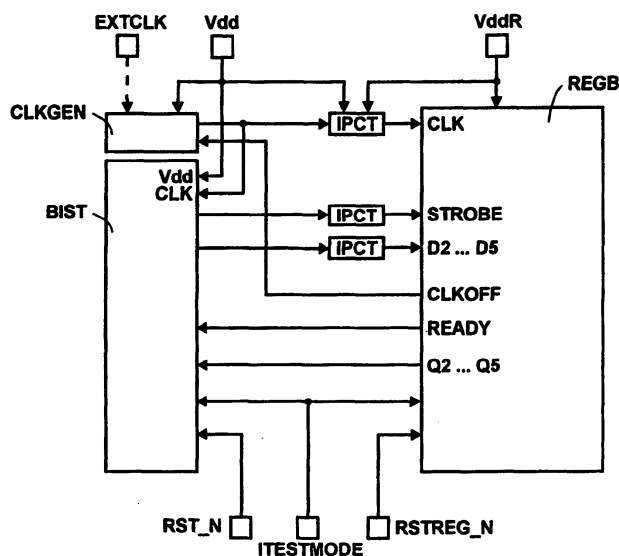 EXTCLK Vdd VddR
REGB
CLKGEN
IPCT CLK
Vdd
CLK
BIST
IPCT STROBE
IPCT D2 ... D5
CLKOFF
READY
Q2 ... Q5
RST_N RSTREG_N
ITESTMODE